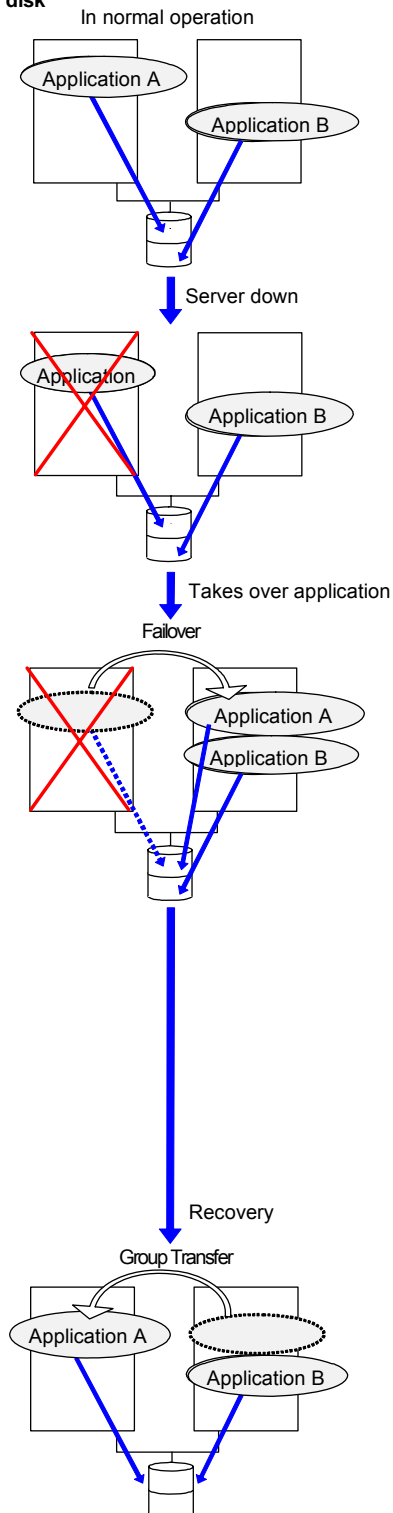 disk
In normal operation
Application A
Application B
Server down
Application
Application B
Takes over application
Failover
Application A
Application B
Recovery
Group Transfer
Application A
Application B